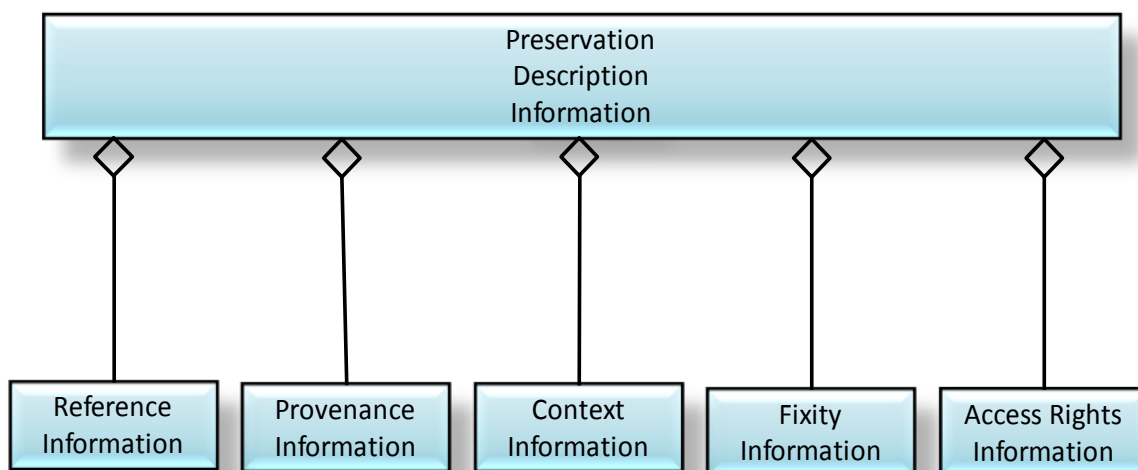 Preservation
Description
Information
Reference
Information
Provenance
Information
Context
Information
Fixity
Information
Access Rights
Information